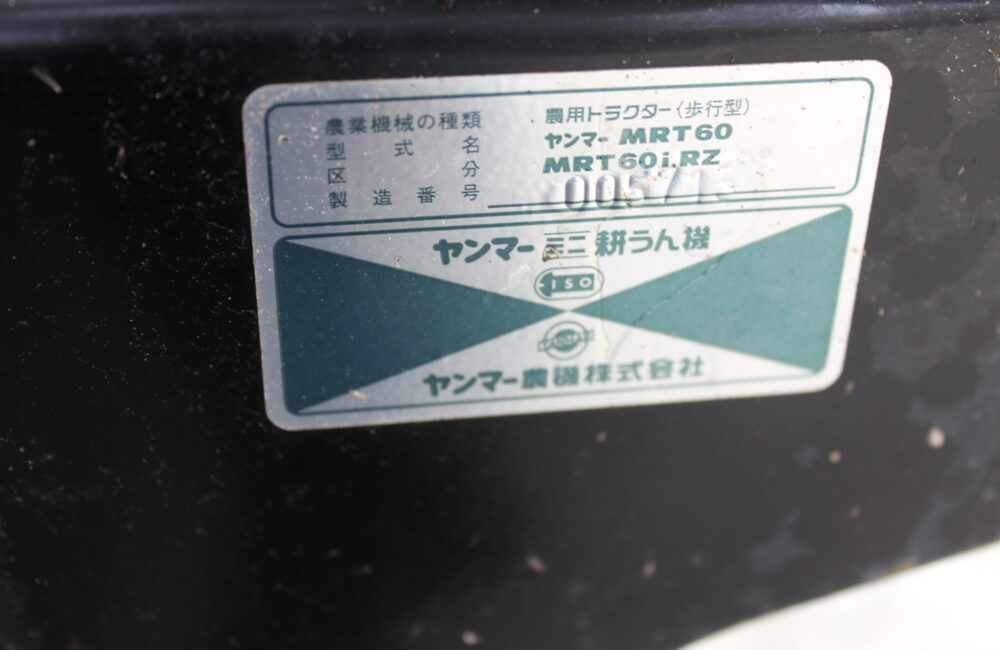 農業機械の種類 農用トラクター(歩行型)
型式名 ヤンマー MRT60
区分 MRT60i.RZ
製造番号
ヤンマーミニ耕うん機
ISO
ヤンマー農機株式会社